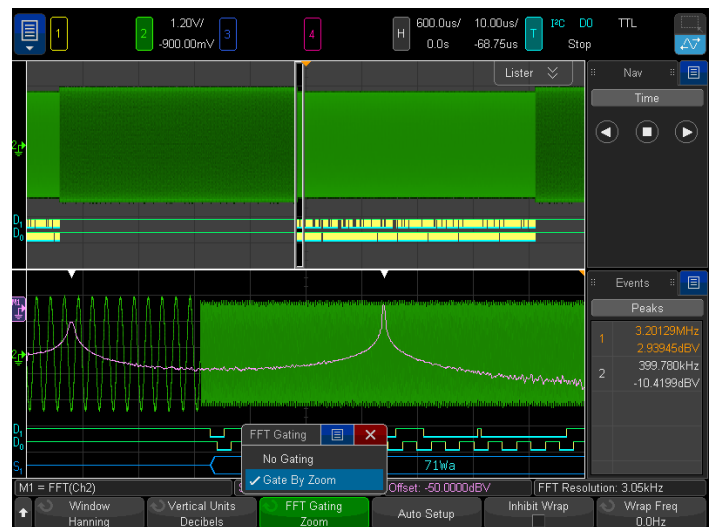 1
2
1.20V/
-900.00mV
3
4
H
600.0us/
0.0s
10.00us/
-68.75us
T
I²C
D0
TTL
Stop
Lister
Nav
Time
2
D1
D0
Events
Peaks
1
3.20129MHz
2.93945dBV
2
399.780kHz
-10.4199dBV
M1
2
D1
D0
S1
71Wa
FFT Gating
No Gating
Gate By Zoom
M1 = FFT(Ch2)
Offset: -50.0000dBV
FFT Resolution: 3.05kHz
Window
Hanning
Vertical Units
Decibels
FFT Gating
Zoom
Auto Setup
Inhibit Wrap
Wrap Freq
0.0Hz